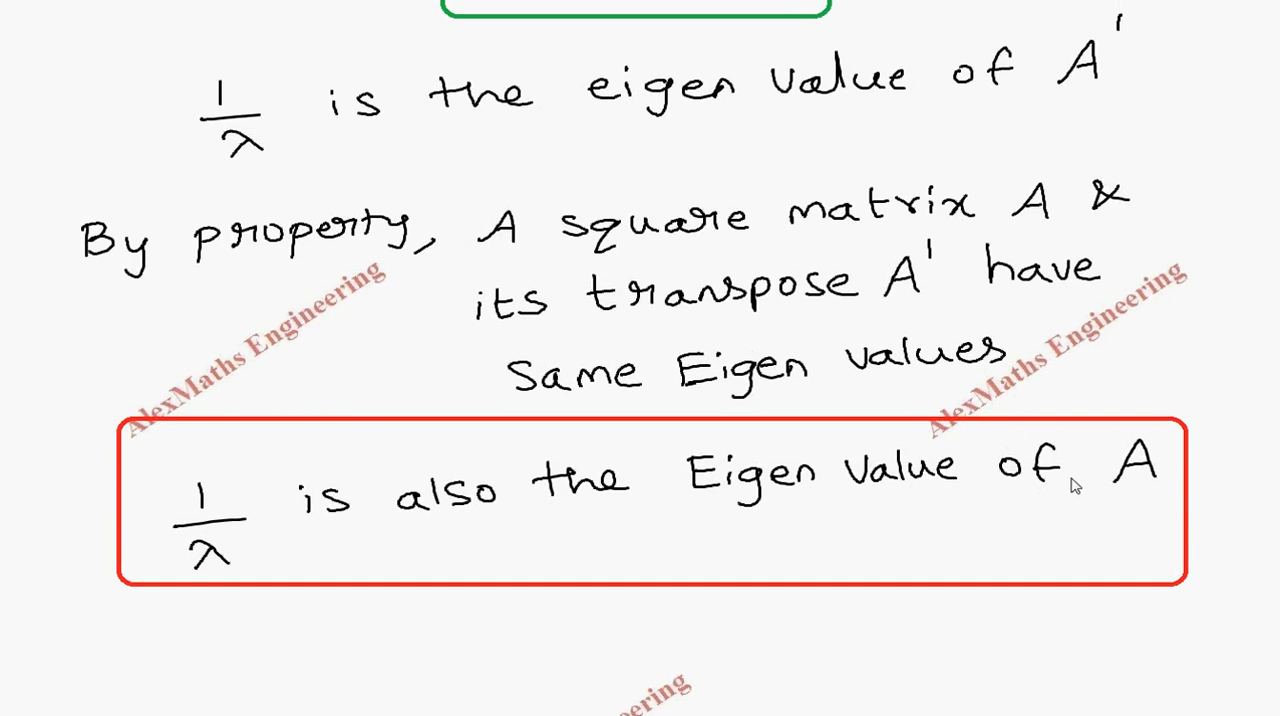 1/λ is the eigen value of A'
By property, A square matrix A &
its transpose A' have
Same Eigen values
AlexMaths Engineering
AlexMaths Engineering
1/λ is also the Eigen value of A
ering